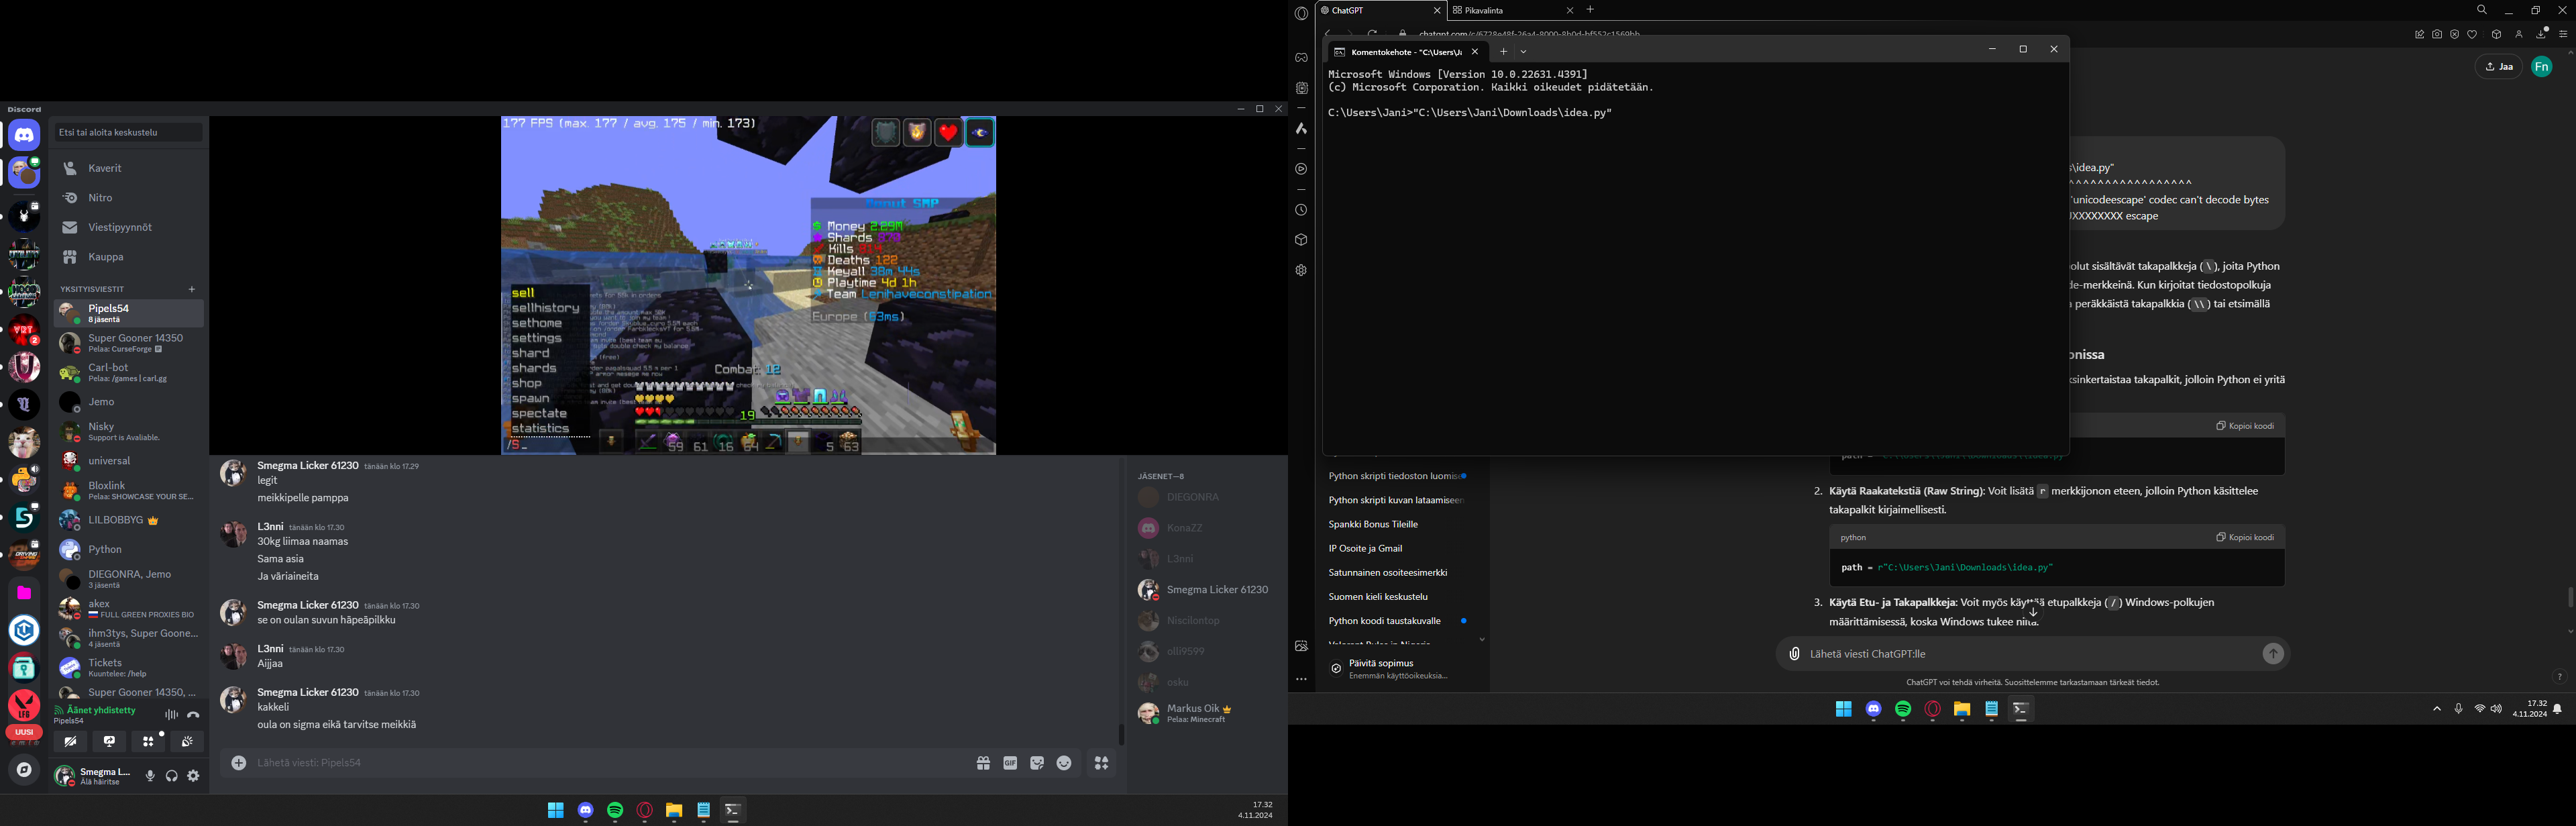 Discord
Etsi tai aloita keskustelu
Kaverit
Nitro
Viestipyynnöt
Kauppa
YKSITYISVIESTIT
Pipels54
8 jäsentä
Super Gooner 14350
Pelaa: CurseForge
Carl-bot
Pelaa: /games | carl.gg
Jemo
Nisky
Support is Avaliable.
universal
Bloxlink
Pelaa: SHOWCASE YOUR SE...
LILBOBBYG
Python
DIEGONRA, Jemo
3 jäsentä
akex
FULL GREEN PROXIES BIO
ihm3tys, Super Goone...
4 jäsentä
Tickets
Kuuntelee: /help
Super Gooner 14350, ...
Äänet yhdistetty
Pipels54
UUSI
Smegma L...
Älä häiritse
177 FPS (max. 177 / avg. 175 / min. 173)
Donut SMP
Money 2.89M
Shards
Kills
Deaths 122
Keyall 38m 44s
Playtime 4d 1h
Team Lenihaveconstipation
Europe (63ms)
sell
sellhistory
sethome
settings
shard
shards
shop
spawn
spectate
statistics
/S_
Combat: 12
19
59 61 16 64 5 63
Smegma Licker 61230 tänään klo 17.29
legit
meikkipelle pamppa
L3nni tänään klo 17.30
30kg liimaa naamas
Sama asia
Ja väriaineita
Smegma Licker 61230 tänään klo 17.30
se on oulan suvun häpeäpilkku
L3nni tänään klo 17.30
Aijjaa
Smegma Licker 61230 tänään klo 17.30
kakkeli
oula on sigma eikä tarvitse meikkiä
Lähetä viesti: Pipels54
GIF
JÄSENET—8
DIEGONRA
KonaZZ
L3nni
Smegma Licker 61230
Niscilontop
olli9599
osku
Markus Oik
Pelaa: Minecraft
17.32
4.11.2024
ChatGPT
Pikavalinta
chatgpt.com/c/6728e48f-26a4-8000-8b0d-bf552c1569bb
Jaa
Fn
Komentokehote - "C:\Users\Ja
Microsoft Windows [Version 10.0.22631.4391]
(c) Microsoft Corporation. Kaikki oikeudet pidätetään.
C:\Users\Jani>"C:\Users\Jani\Downloads\idea.py"
s\idea.py"
^^^^^^^^^^^^^^^^^
'unicodeescape' codec can't decode bytes
UXXXXXXXX escape
olut sisältävät takapalkkeja (\), joita Python
de-merkkeinä. Kun kirjoitat tiedostopolkuja
peräkkäistä takapalkkia (\\) tai etsimällä
onissa
ksinkertaistaa takapalkit, jolloin Python ei yritä
Kopioi koodi
2. Käytä Raakatekstiä (Raw String): Voit lisätä r merkkijonon eteen, jolloin Python käsittelee
takapalkit kirjaimellisesti.
python
Kopioi koodi
path = r"C:\Users\Jani\Downloads\idea.py"
3. Käytä Etu- ja Takapalkkeja: Voit myös käyttää etupalkkeja (/) Windows-polkujen
määrittämisessä, koska Windows tukee niitä.
Python skripti tiedoston luomise
Python skripti kuvan lataamiseen
Spankki Bonus Tileille
IP Osoite ja Gmail
Satunnainen osoiteesimerkki
Suomen kieli keskustelu
Python koodi taustakuvalle
Päivitä sopimus
Enemmän käyttöoikeuksia...
Lähetä viesti ChatGPT:lle
ChatGPT voi tehdä virheitä. Suosittelemme tarkastamaan tärkeät tiedot.
?
17.32
4.11.2024